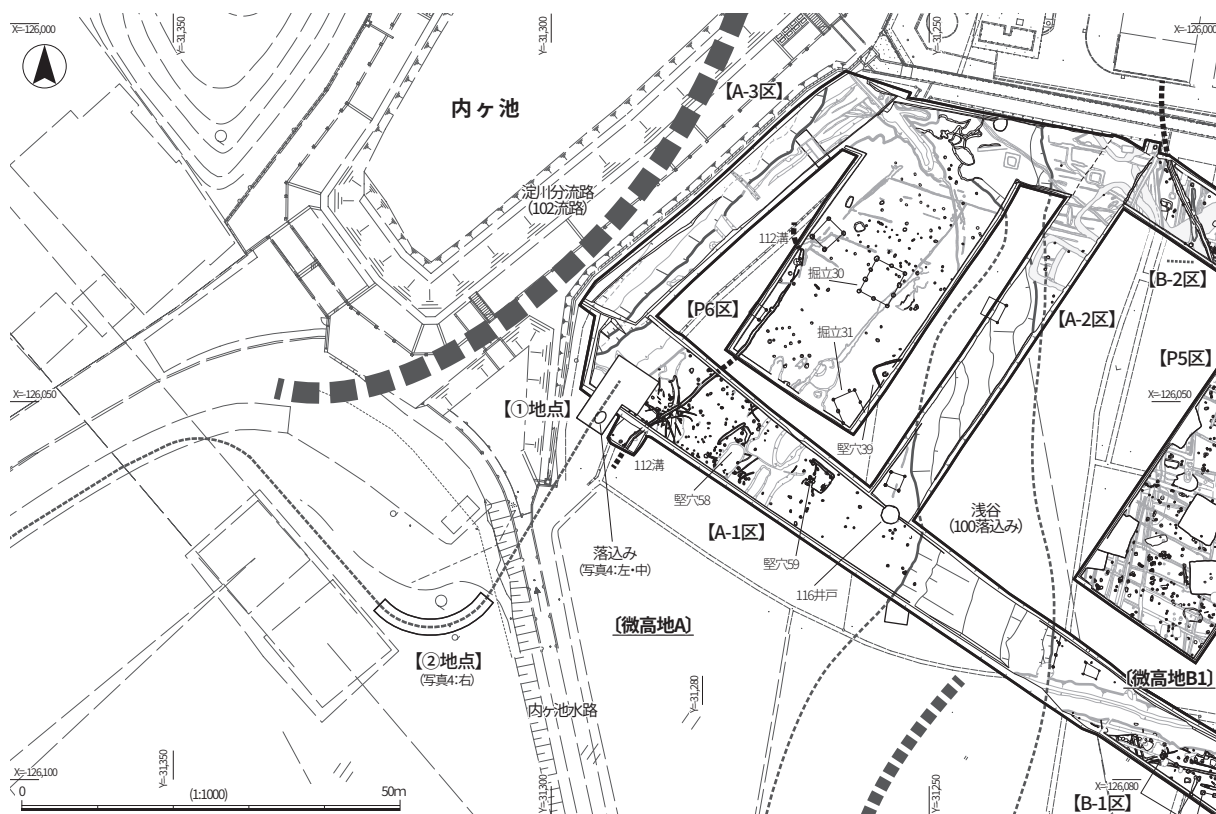 X=-126,000
Y=-31,350
Y=-31,300
Y=-31,250
X=-126,000
内ヶ池
【A-3区】
淀川分流路
(102流路)
112溝
掘立30
【B-2区】
【P6区】
掘立31
【A-2区】
【P5区】
X=-126,050
X=-126,050
【①地点】
竪穴39
112溝
竪穴58
浅谷
(100落込み)
【A-1区】
落込み
(写真4:左・中)
竪穴59
116井戸
〔微高地A〕
【②地点】
(写真4:右)
〔微高地B1〕
Y=-31,280
内ヶ池水路
X=-126,100
Y=-31,350
Y=-31,300
Y=-31,250
X=-126,080
0
(1:1000)
50m
【B-1区】